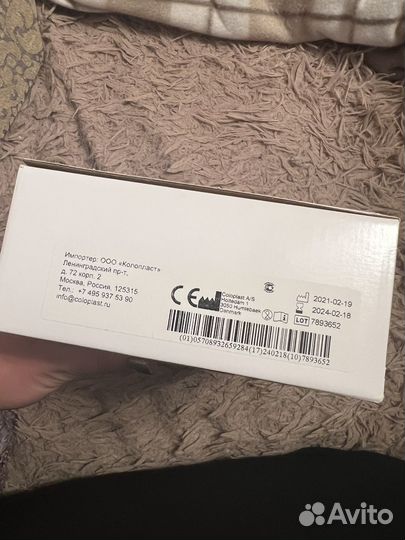 Импортер: ООО «Колопласт»
Ленинградский пр-т,
д. 72 корп. 2
Москва, Россия, 125315
Тел.: +7 495 937 53 90
info@coloplast.ru
CE
Coloplast A/S
Holtedam 1
3050 Humlebaek
Denmark
2021-02-19
2024-02-18
LOT 7893652
(01)05708932659284(17)240218(10)7893652
Avito